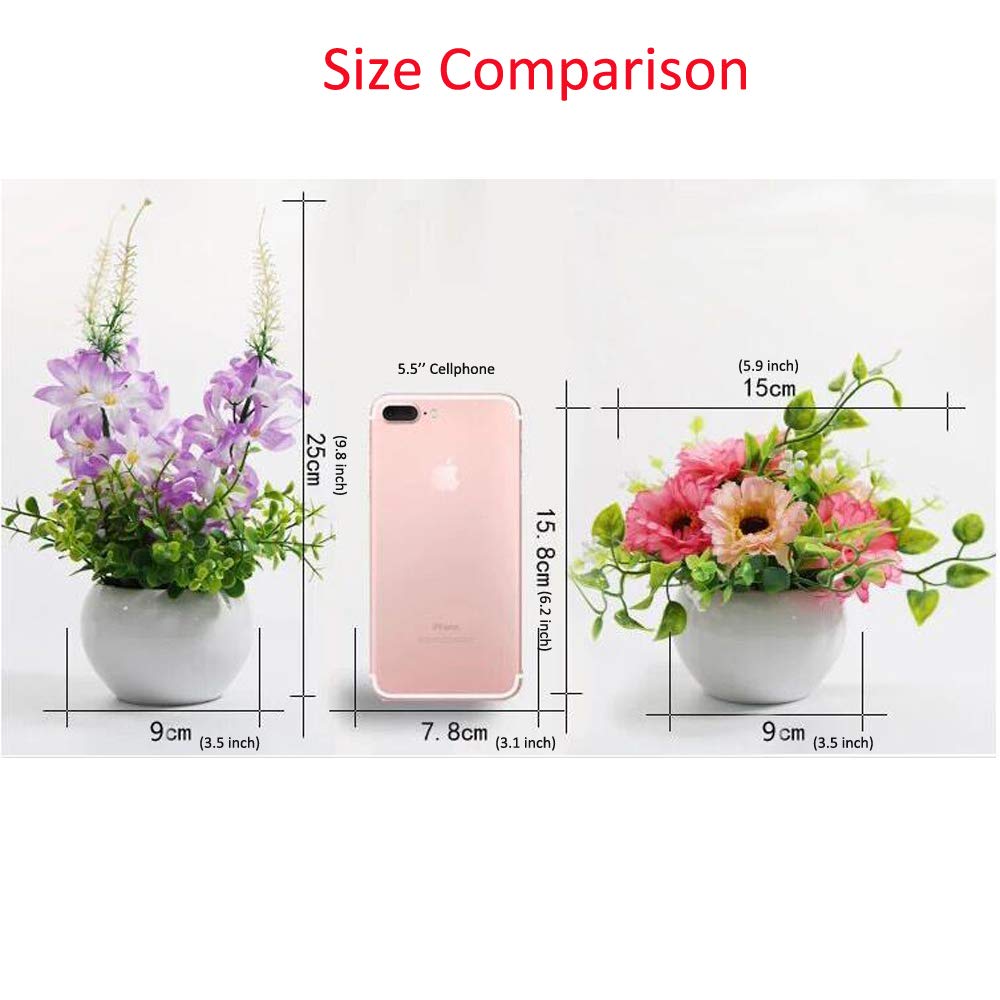 Size Comparison
5.5’’ Cellphone
(5.9 inch)
15cm
25cm
(9.8 inch)
15.8cm (6.2 inch)
iPhone
9cm (3.5 inch)
7.8cm (3.1 inch)
9cm (3.5 inch)